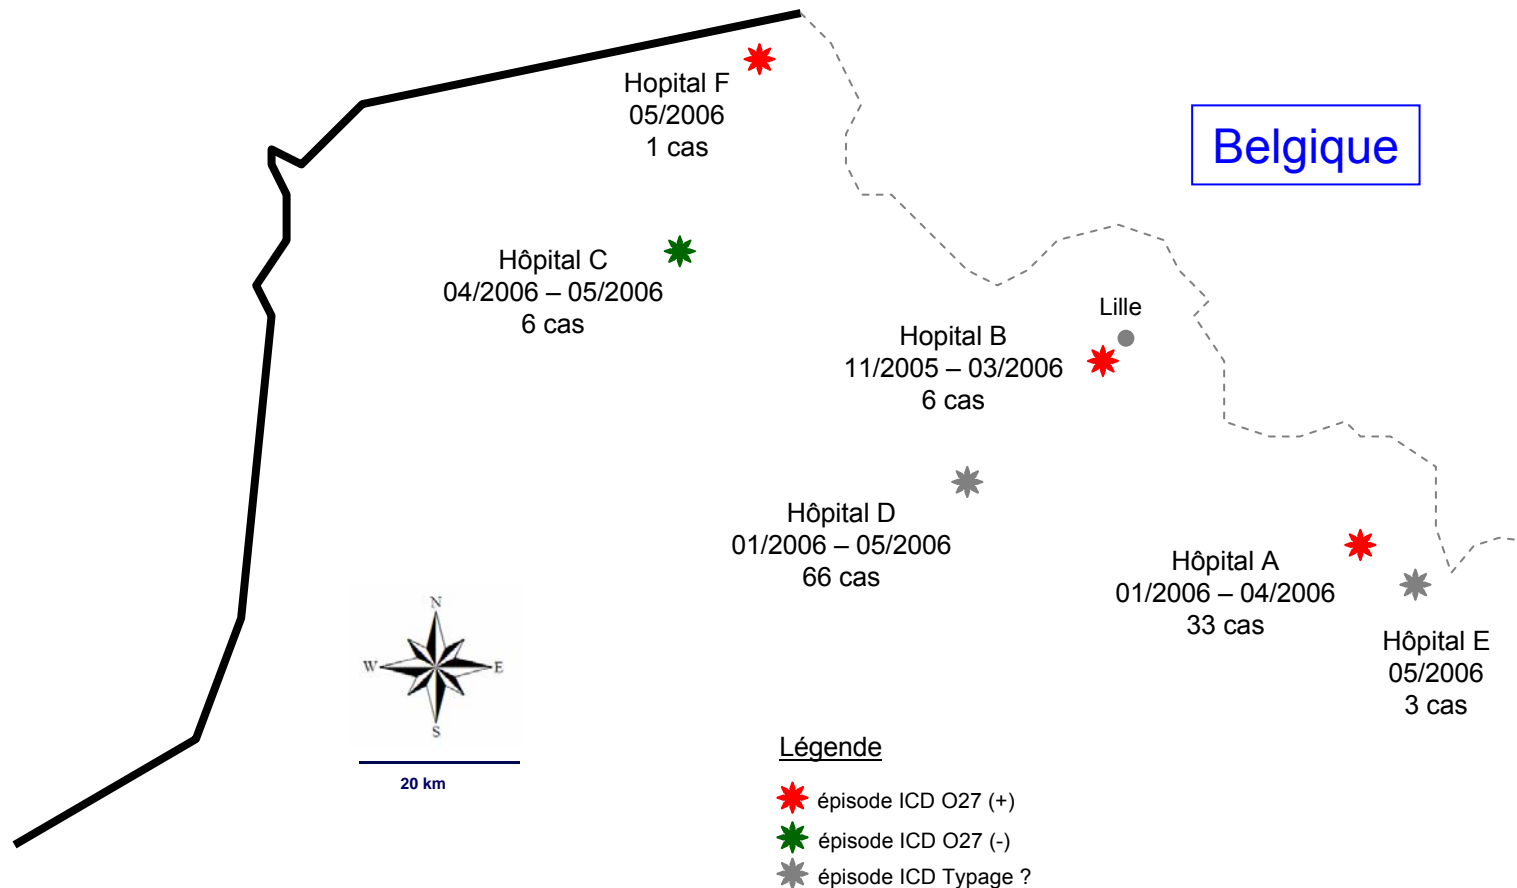 Hopital F
05/2006
1 cas
Belgique
Hôpital C
04/2006 – 05/2006
6 cas
Lille
Hopital B
11/2005 – 03/2006
6 cas
Hôpital D
01/2006 – 05/2006
66 cas
Hôpital A
01/2006 – 04/2006
33 cas
Hôpital E
05/2006
3 cas
N
W
E
S
20 km
Légende
épisode ICD O27 (+)
épisode ICD O27 (-)
épisode ICD Typage ?